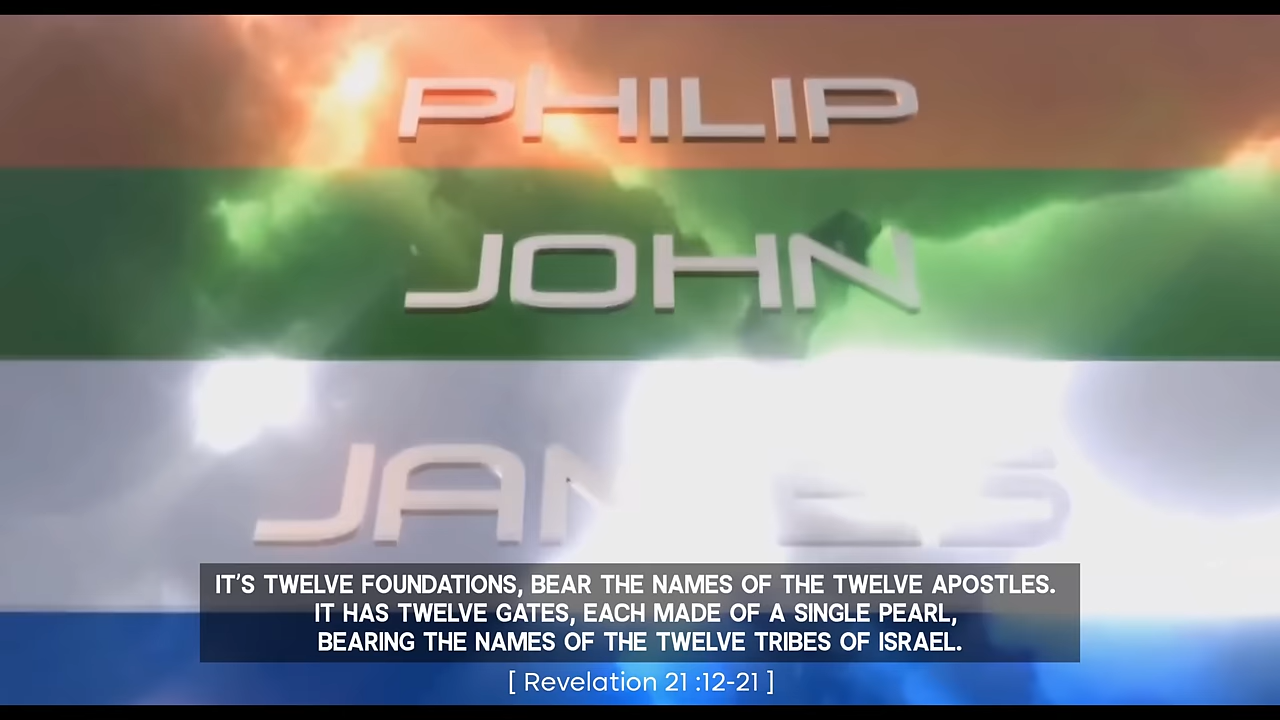 PHILIP
JOHN
JAMES
IT'S TWELVE FOUNDATIONS, BEAR THE NAMES OF THE TWELVE APOSTLES.
IT HAS TWELVE GATES, EACH MADE OF A SINGLE PEARL,
BEARING THE NAMES OF THE TWELVE TRIBES OF ISRAEL.
[ Revelation 21 :12-21 ]